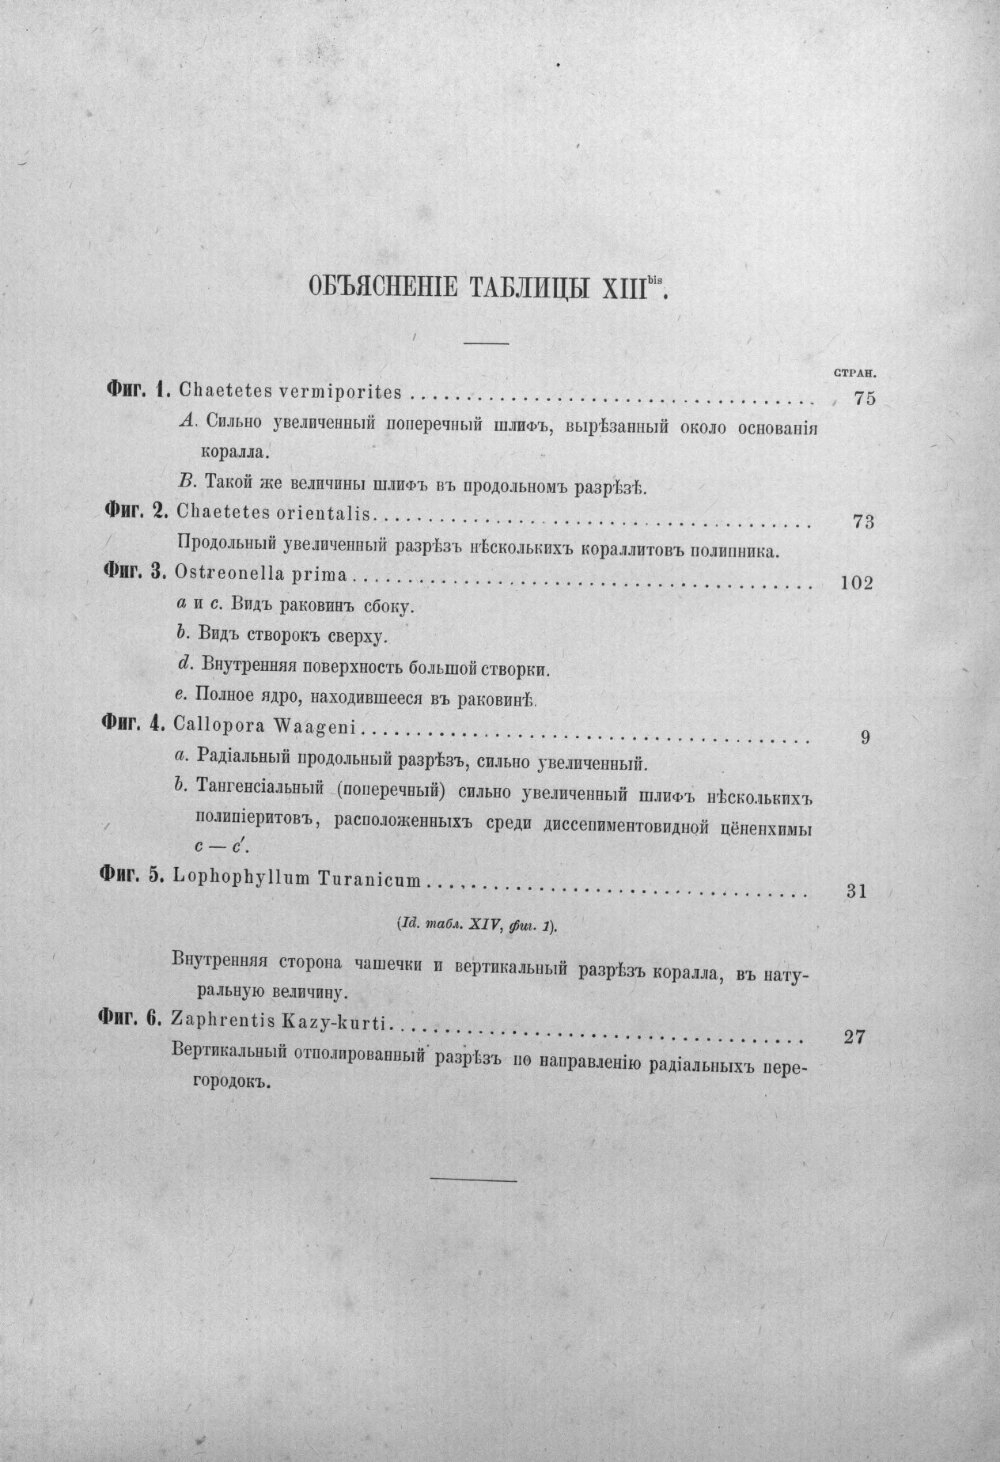 ОБЪЯСНЕНІЕ ТАБЛИЦЫ XIIIbis.
СТРАН.
Фиг. 1. Chaetetes vermiporites . . . . . . . . . . . . . . . . . . . . . . 75
A. Сильно увеличенный поперечный шлифъ, вырѣзанный около основанія
коралла.
B. Такой же величины шлифъ въ продольномъ разрѣзѣ.
Фиг. 2. Chaetetes orientalis. . . . . . . . . . . . . . . . . . . . . . . 73
Продольный увеличенный разрѣзъ нѣсколькихъ кораллитовъ полипника.
Фиг. 3. Ostreonella prima . . . . . . . . . . . . . . . . . . . . . . . . 102
a и c. Видъ раковинъ сбоку.
b. Видъ створокъ сверху.
d. Внутренняя поверхность большой створки.
e. Полное ядро, находившееся въ раковинѣ.
Фиг. 4. Callopora Waageni . . . . . . . . . . . . . . . . . . . . . . . . 9
a. Радіальный продольный разрѣзъ, сильно увеличенный.
b. Тангенсіальный (поперечный) сильно увеличенный шлифъ нѣсколькихъ
полипіеритовъ, расположенныхъ среди диссепиментовидной цёненхимы
c — c′.
Фиг. 5. Lophophyllum Turanicum . . . . . . . . . . . . . . . . . . . . . 31
(Id. табл. XIV, фиг. 1).
Внутренняя сторона чашечки и вертикальный разрѣзъ коралла, въ нату-
ральную величину.
Фиг. 6. Zaphrentis Kazy-kurti. . . . . . . . . . . . . . . . . . . . . . 27
Вертикальный отполированный разрѣзъ по направленію радіальныхъ пере-
городокъ.